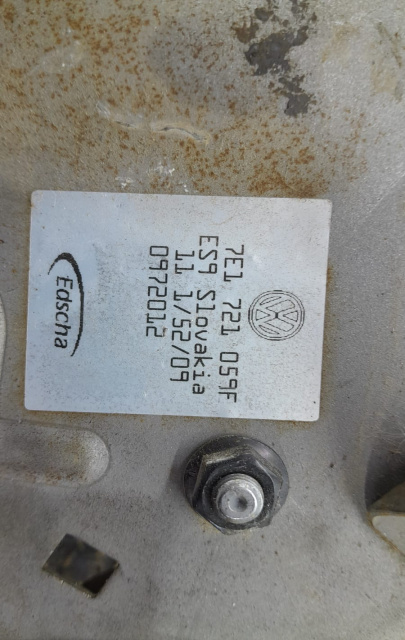 7E1 721 059F
ES9 Slovakia
11 1/52/09
0972012
Edscha